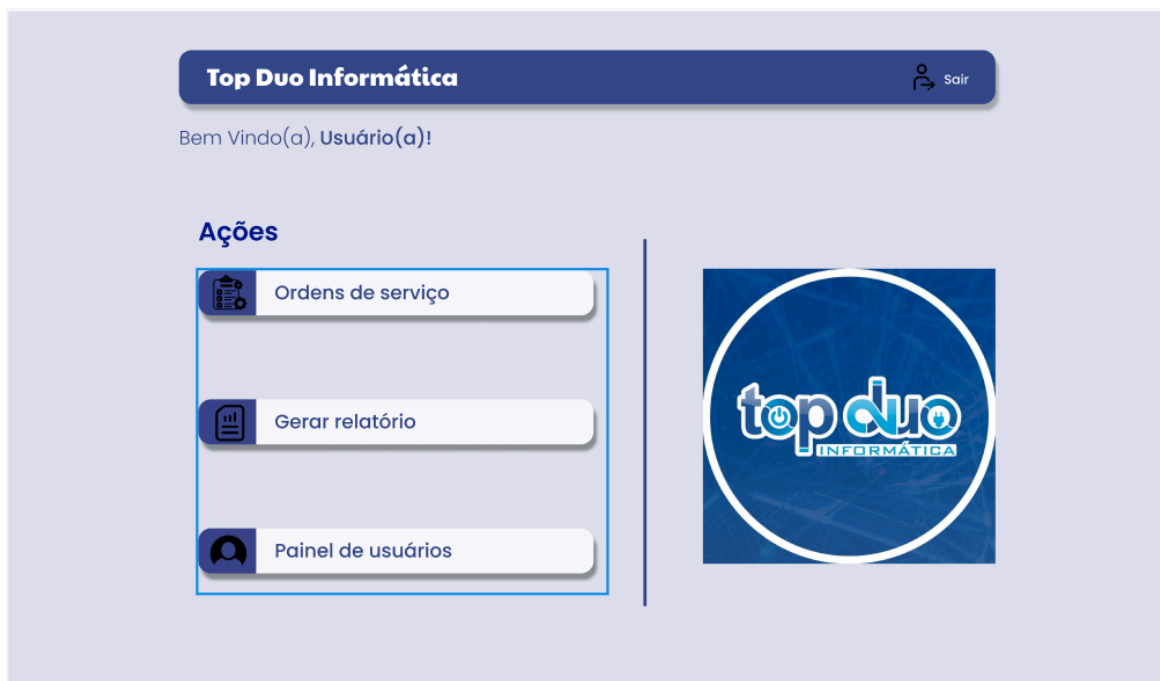 Top Duo Informática
Sair
Bem Vindo(a), Usuário(a)!
Ações
Ordens de serviço
Gerar relatório
Painel de usuários
top duo
INFORMÁTICA